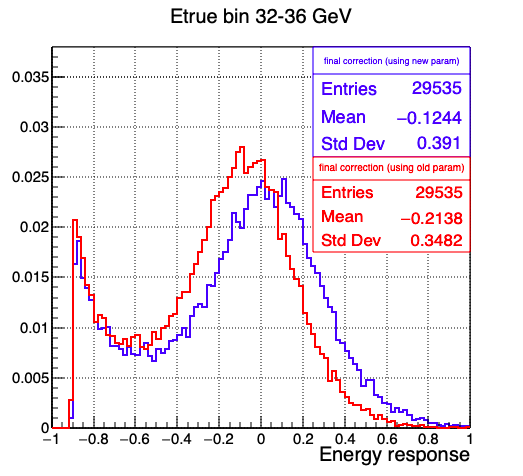 Etrue bin 32-36 GeV
final correction (using new param)
Entries 29535
Mean −0.1244
Std Dev 0.391
final correction (using old param)
Entries 29535
Mean −0.2138
Std Dev 0.3482
0.035
0.03
0.025
0.02
0.015
0.01
0.005
0
−1 −0.8 −0.6 −0.4 −0.2 0 0.2 0.4 0.6 0.8 1
Energy response